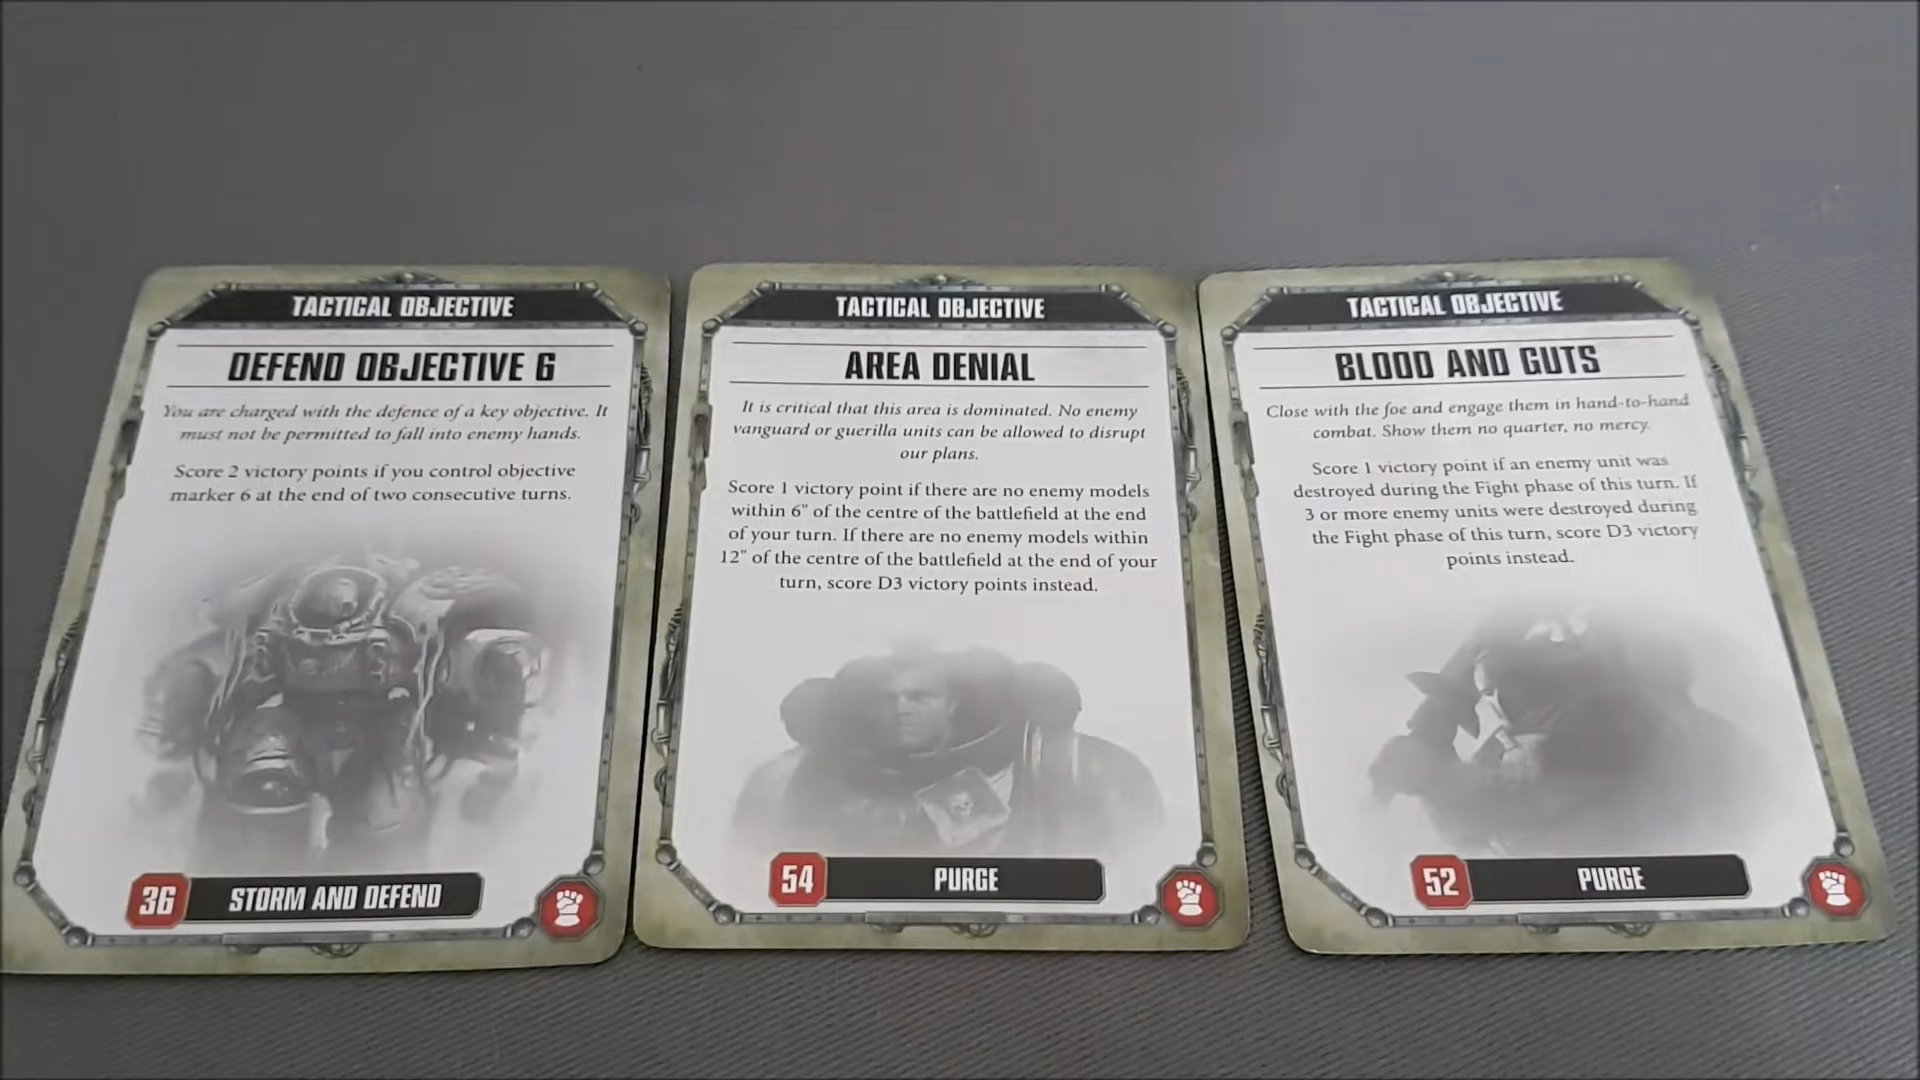 TACTICAL OBJECTIVE
DEFEND OBJECTIVE 6
You are charged with the defence of a key objective. It
must not be permitted to fall into enemy hands.
Score 2 victory points if you control objective
marker 6 at the end of two consecutive turns.
36
STORM AND DEFEND
TACTICAL OBJECTIVE
AREA DENIAL
It is critical that this area is dominated. No enemy
vanguard or guerilla units can be allowed to disrupt
our plans.
Score 1 victory point if there are no enemy models
within 6" of the centre of the battlefield at the end
of your turn. If there are no enemy models within
12" of the centre of the battlefield at the end of your
turn, score D3 victory points instead.
54
PURGE
TACTICAL OBJECTIVE
BLOOD AND GUTS
Close with the foe and engage them in hand-to-hand
combat. Show them no quarter, no mercy.
Score 1 victory point if an enemy unit was
destroyed during the Fight phase of this turn. If
3 or more enemy units were destroyed during
the Fight phase of this turn, score D3 victory
points instead.
52
PURGE